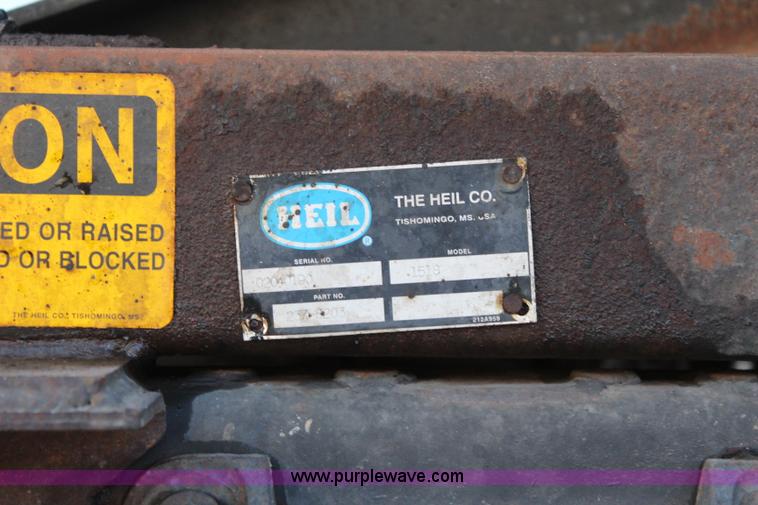 ON
ED OR RAISED
D OR BLOCKED
THE HEIL CO., TISHOMINGO, MS.
HEIL
®
THE HEIL CO.
TISHOMINGO, MS. USA
SERIAL NO.
MODEL
1518
PART NO.
212A959
www.purplewave.com